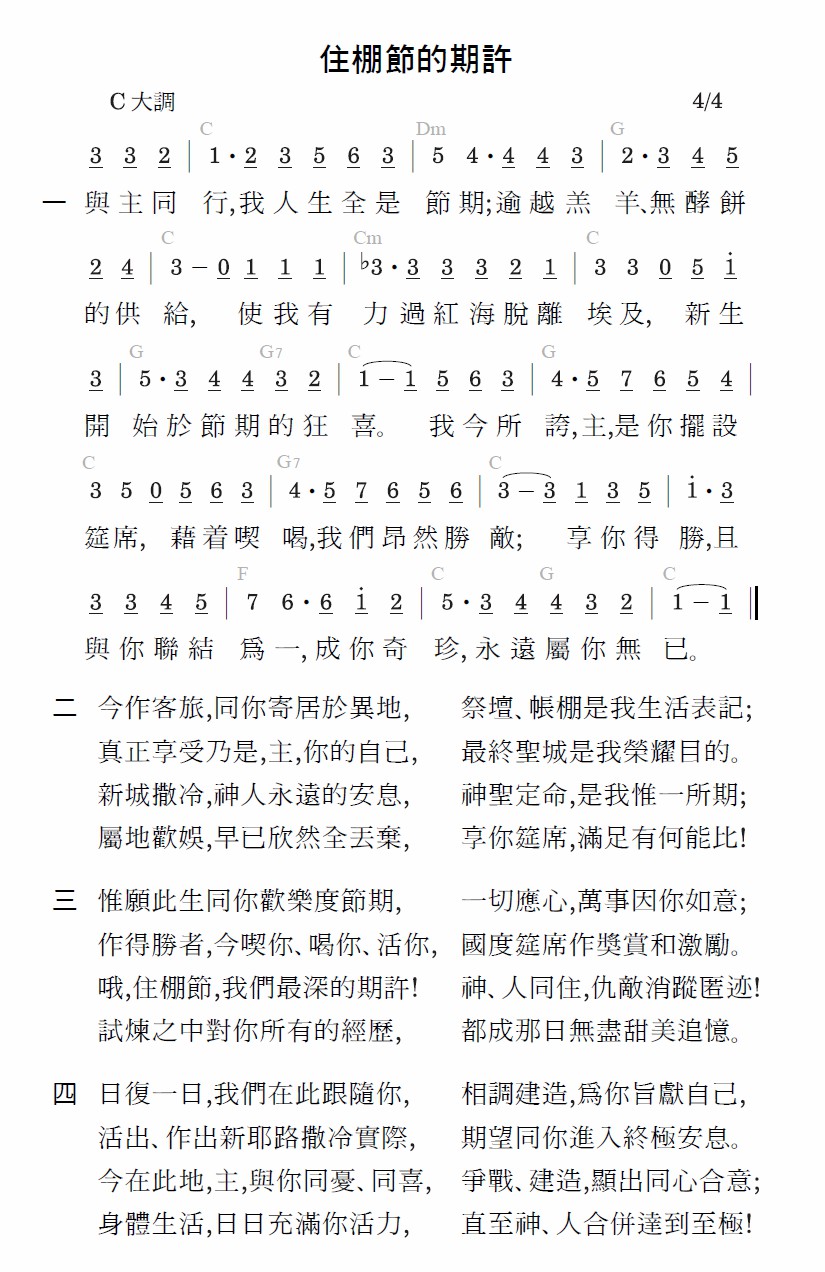 住棚節的期許
C 大調 4/4
C Dm G
3 3 2 | 1 • 2 3 5 6 3 | 5 4 • 4 4 3 | 2 • 3 4 5
一 與主同行,我人生全是節期;逾越羔羊、無酵餅
C Cm C
2 4 | 3 – 0 1 1 1 | ♭3 • 3 3 3 2 1 | 3 3 0 5 1̇
的供給, 使我有力過紅海脫離埃及, 新生
G G7 C G
3 | 5 • 3 4 4 3 2 | 1 – 1 5 6 3 | 4 • 5 7 6 5 4 |
開始於節期的狂喜。 我今所誇,主,是你擺設
C G7 C
3 5 0 5 6 3 | 4 • 5 7 6 5 6 | 3 – 3 1 3 5 | 1̇ • 3
筵席, 藉着喫喝,我們昂然勝敵; 享你得勝,且
F C G C
3 3 4 5 | 7 6 • 6 1̇ 2 | 5 • 3 4 4 3 2 | 1 – 1 ‖
與你聯結爲一,成你奇珍,永遠屬你無已。
二 今作客旅,同你寄居於異地, 祭壇、帳棚是我生活表記;
真正享受乃是,主,你的自己, 最終聖城是我榮耀目的。
新城撒冷,神人永遠的安息, 神聖定命,是我惟一所期;
屬地歡娛,早已欣然全丟棄, 享你筵席,滿足有何能比!
三 惟願此生同你歡樂度節期, 一切應心,萬事因你如意;
作得勝者,今喫你、喝你、活你, 國度筵席作獎賞和激勵。
哦,住棚節,我們最深的期許! 神、人同住,仇敵消蹤匿迹!
試煉之中對你所有的經歷, 都成那日無盡甜美追憶。
四 日復一日,我們在此跟隨你, 相調建造,爲你旨獻自己,
活出、作出新耶路撒冷實際, 期望同你進入終極安息。
今在此地,主,與你同憂、同喜, 爭戰、建造,顯出同心合意;
身體生活,日日充滿你活力, 直至神、人合併達到至極!